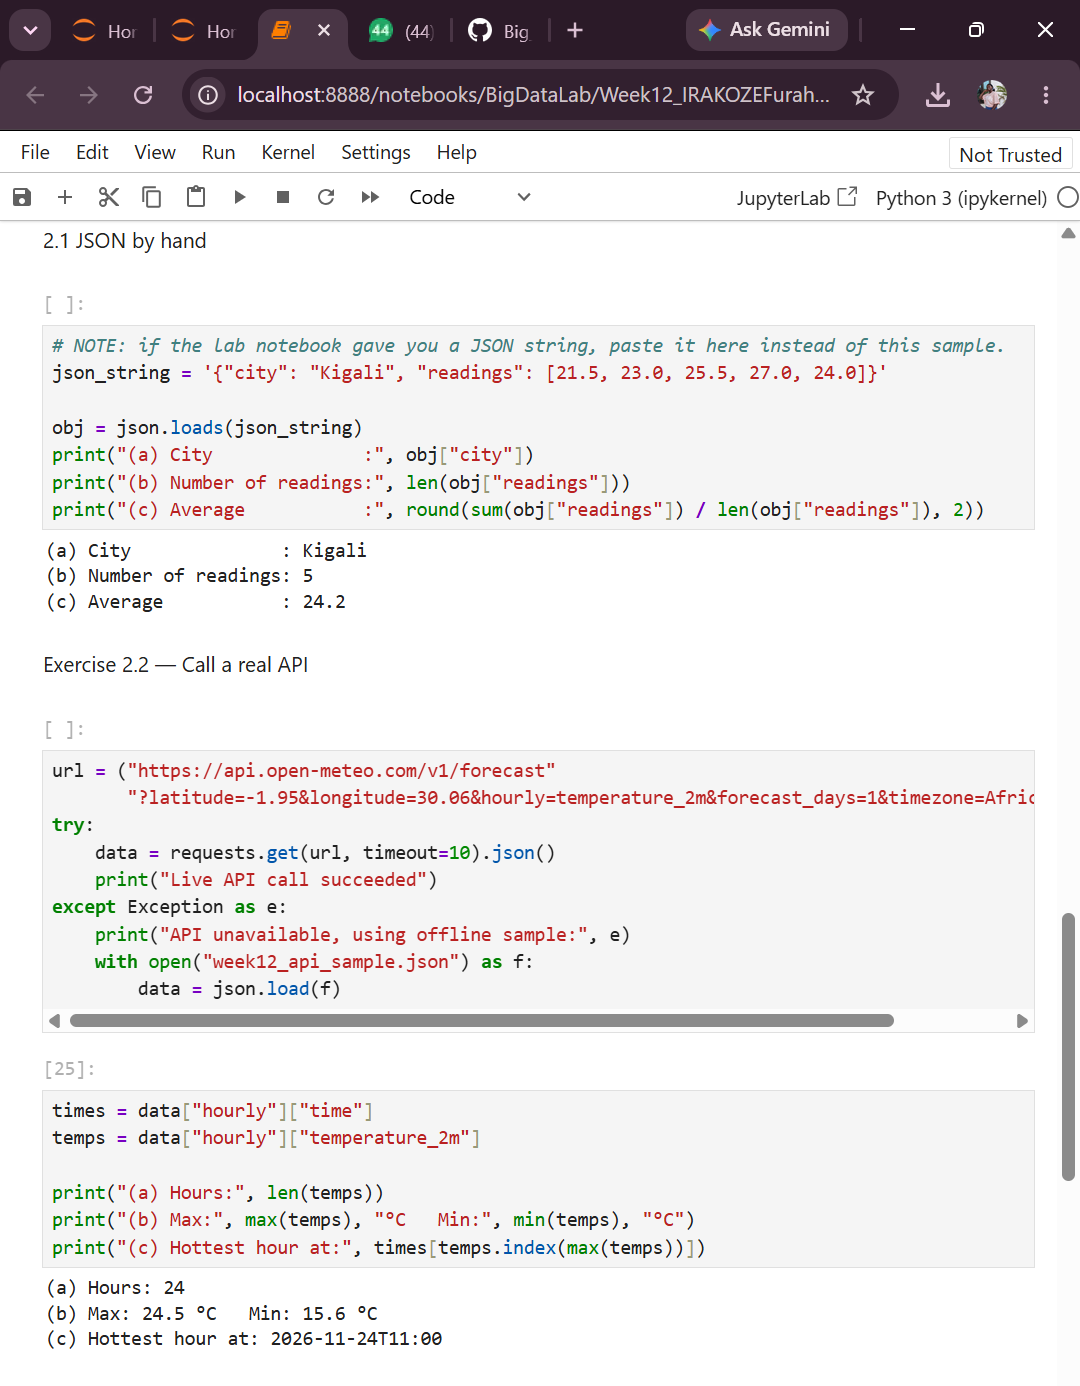 Hor
Hor
44
(44)
Big
Ask Gemini
localhost:8888/notebooks/BigDataLab/Week12_IRAKOZEFurah...
File Edit View Run Kernel Settings Help
Not Trusted
Code
JupyterLab
Python 3 (ipykernel)
2.1 JSON by hand
[ ]:
# NOTE: if the lab notebook gave you a JSON string, paste it here instead of this sample.
json_string = '{"city": "Kigali", "readings": [21.5, 23.0, 25.5, 27.0, 24.0]}'
obj = json.loads(json_string)
print("(a) City              :", obj["city"])
print("(b) Number of readings:", len(obj["readings"]))
print("(c) Average           :", round(sum(obj["readings"]) / len(obj["readings"]), 2))
(a) City              : Kigali
(b) Number of readings: 5
(c) Average           : 24.2
Exercise 2.2 — Call a real API
[ ]:
url = ("https://api.open-meteo.com/v1/forecast"
       "?latitude=-1.95&longitude=30.06&hourly=temperature_2m&forecast_days=1&timezone=Afric
try:
    data = requests.get(url, timeout=10).json()
    print("Live API call succeeded")
except Exception as e:
    print("API unavailable, using offline sample:", e)
    with open("week12_api_sample.json") as f:
        data = json.load(f)
[25]:
times = data["hourly"]["time"]
temps = data["hourly"]["temperature_2m"]
print("(a) Hours:", len(temps))
print("(b) Max:", max(temps), "°C   Min:", min(temps), "°C")
print("(c) Hottest hour at:", times[temps.index(max(temps))])
(a) Hours: 24
(b) Max: 24.5 °C   Min: 15.6 °C
(c) Hottest hour at: 2026-11-24T11:00